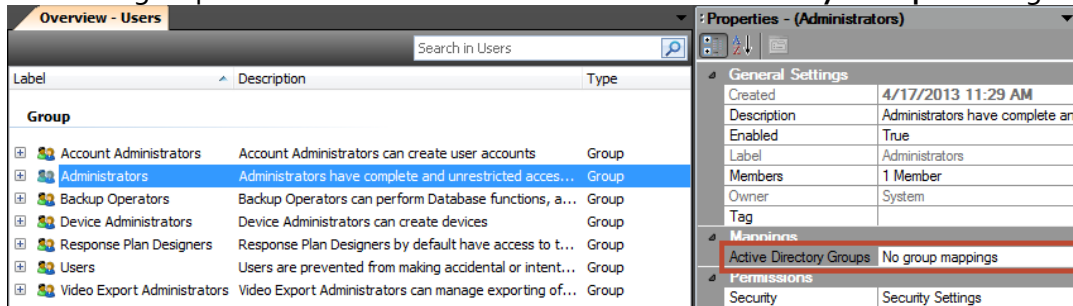 Overview - Users
Search in Users
Label Description Type
Group
Account Administrators Account Administrators can create user accounts Group
Administrators Administrators have complete and unrestricted acces... Group
Backup Operators Backup Operators can perform Database functions, a... Group
Device Administrators Device Administrators can create devices Group
Response Plan Designers Response Plan Designers by default have access to t... Group
Users Users are prevented from making accidental or intent... Group
Video Export Administrators Video Export Administrators can manage exporting of... Group
Properties - (Administrators)
General Settings
Created 4/17/2013 11:29 AM
Description Administrators have complete an
Enabled True
Label Administrators
Members 1 Member
Owner System
Tag
Mappings
Active Directory Groups No group mappings
Permissions
Security Security Settings